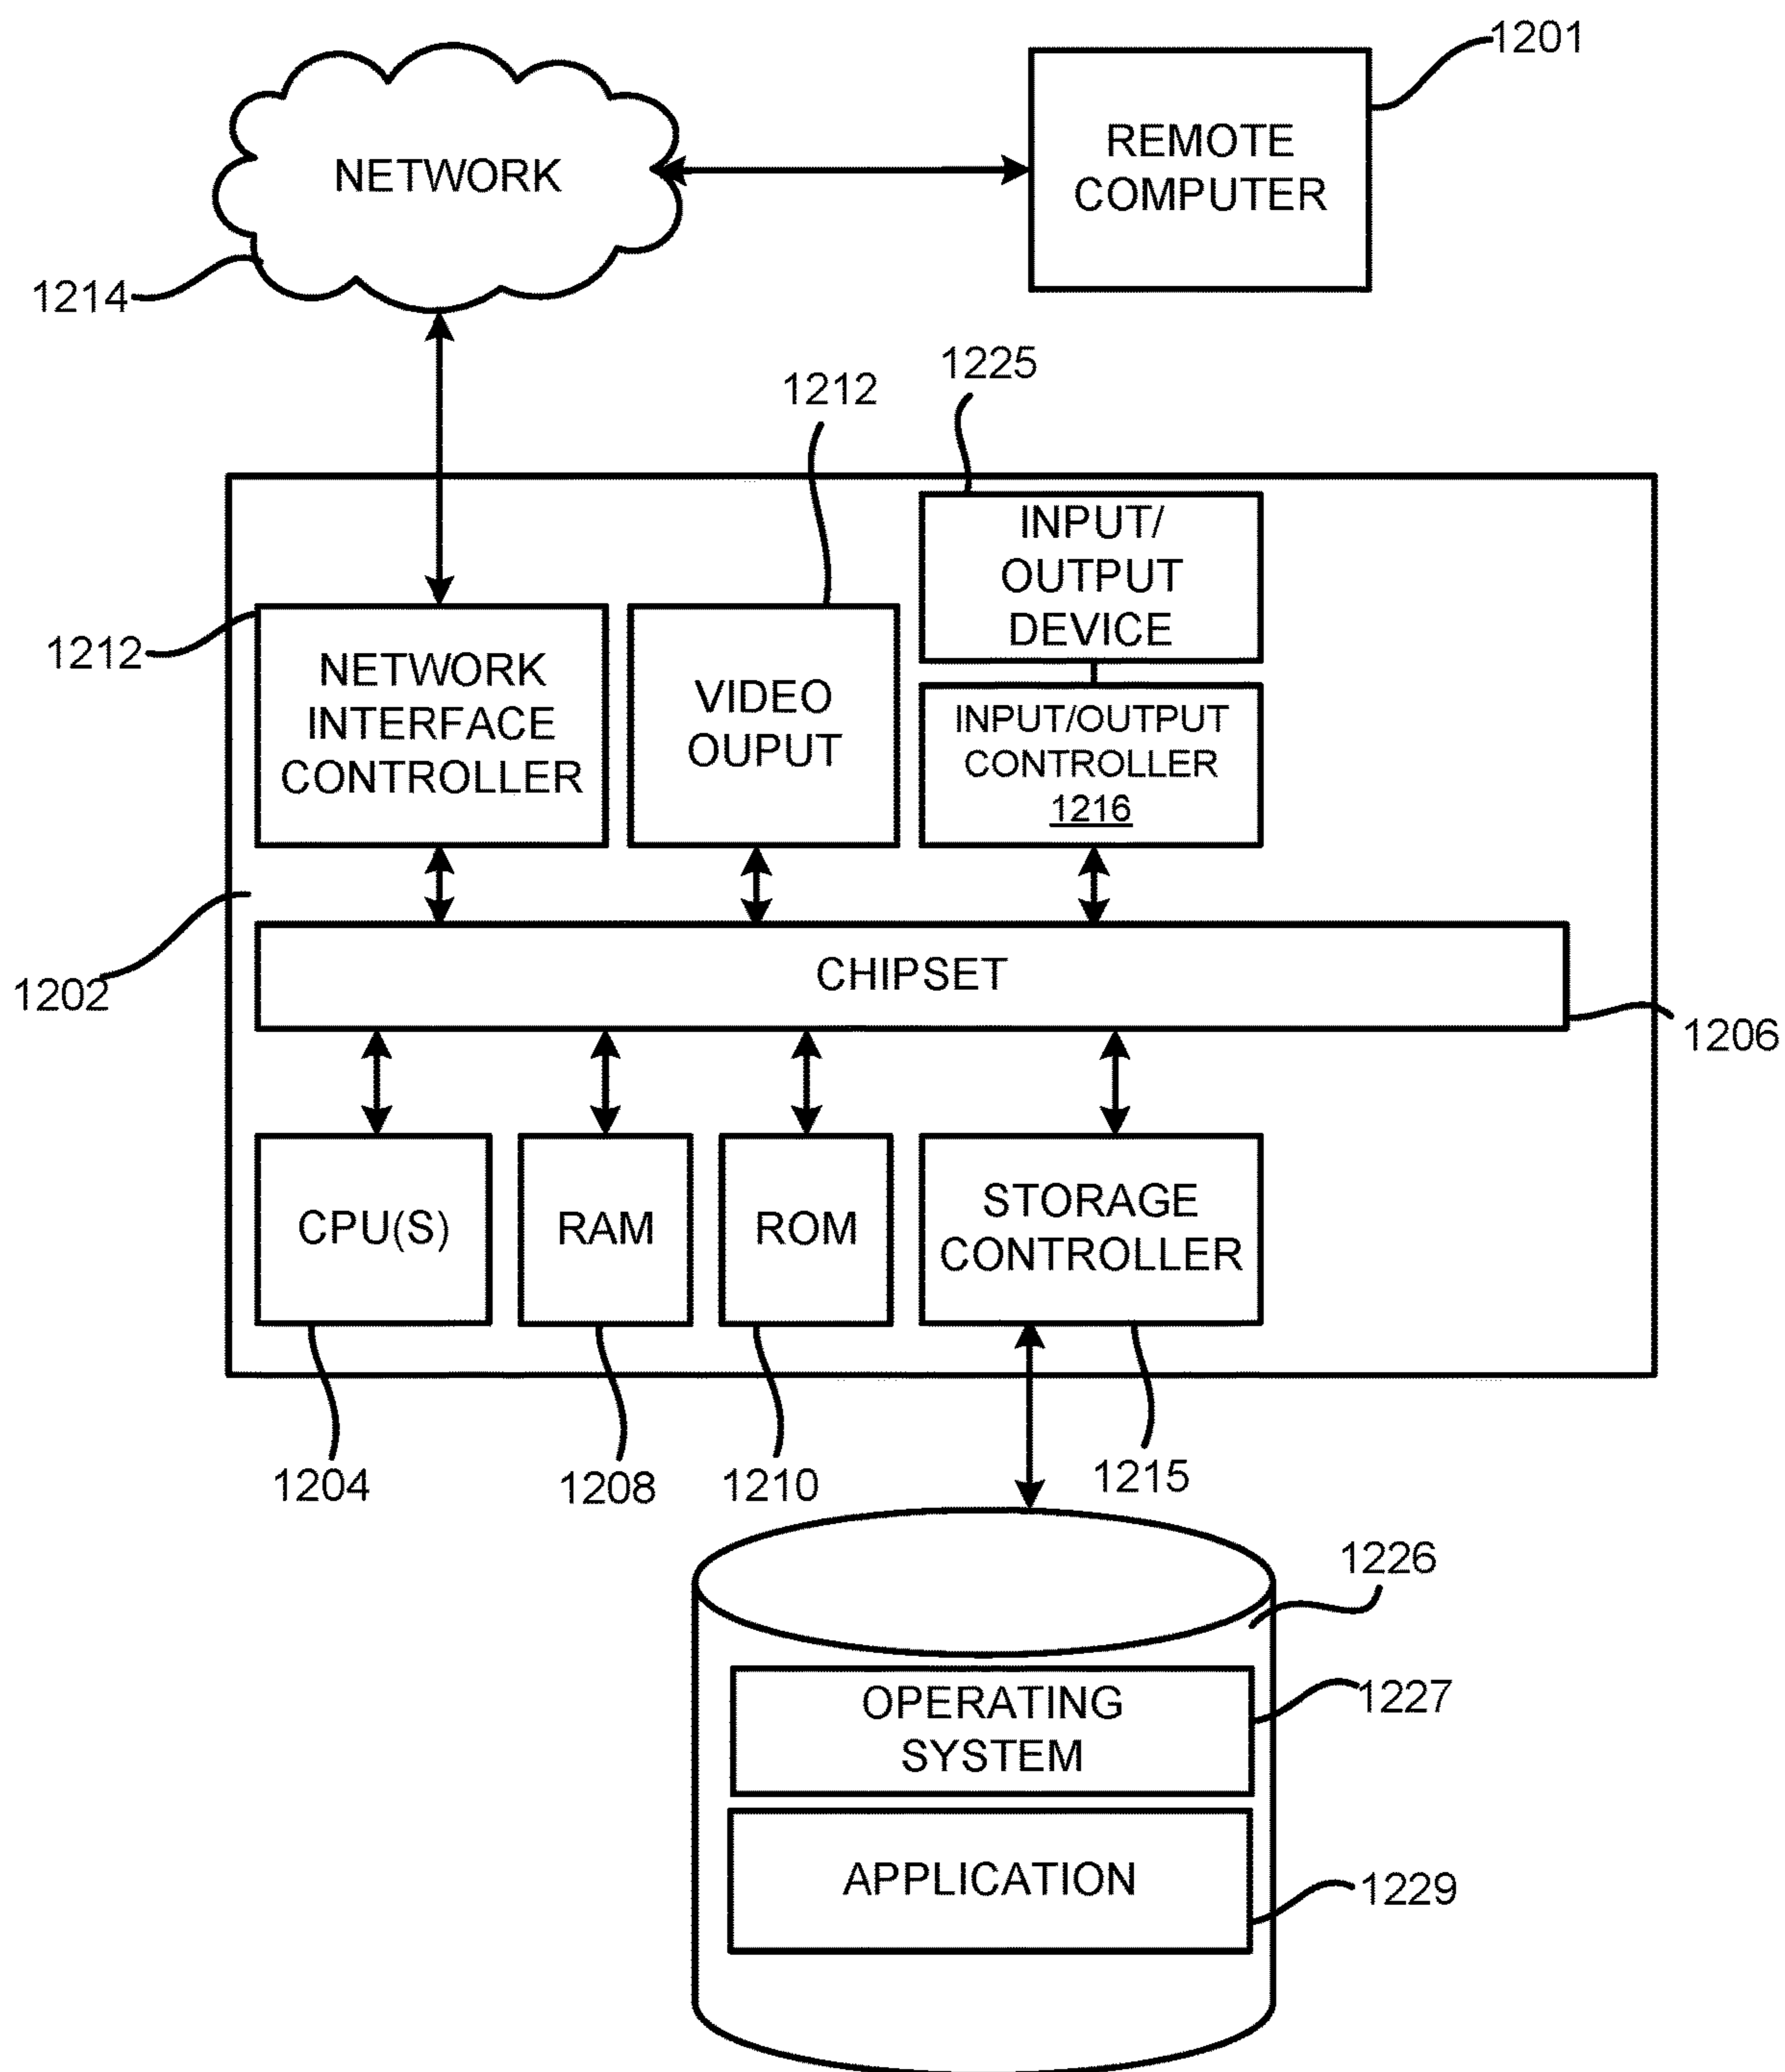 1201
REMOTE
COMPUTER
NETWORK
1214
1225
1212
INPUT/
OUTPUT
DEVICE
1212
NETWORK
INTERFACE
CONTROLLER
VIDEO
OUPUT
INPUT/OUTPUT
CONTROLLER
1216
1202
CHIPSET
1206
CPU(S)
RAM
ROM
STORAGE
CONTROLLER
1204
1208
1210
1215
1226
OPERATING
SYSTEM
1227
APPLICATION
1229